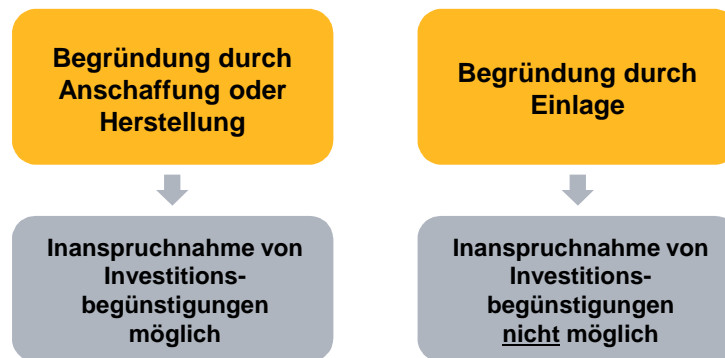 Begründung durch
Anschaffung oder
Herstellung
Inanspruchnahme von
Investitions-
begünstigungen
möglich
Begründung durch
Einlage
Inanspruchnahme von
Investitions-
begünstigungen
nicht möglich